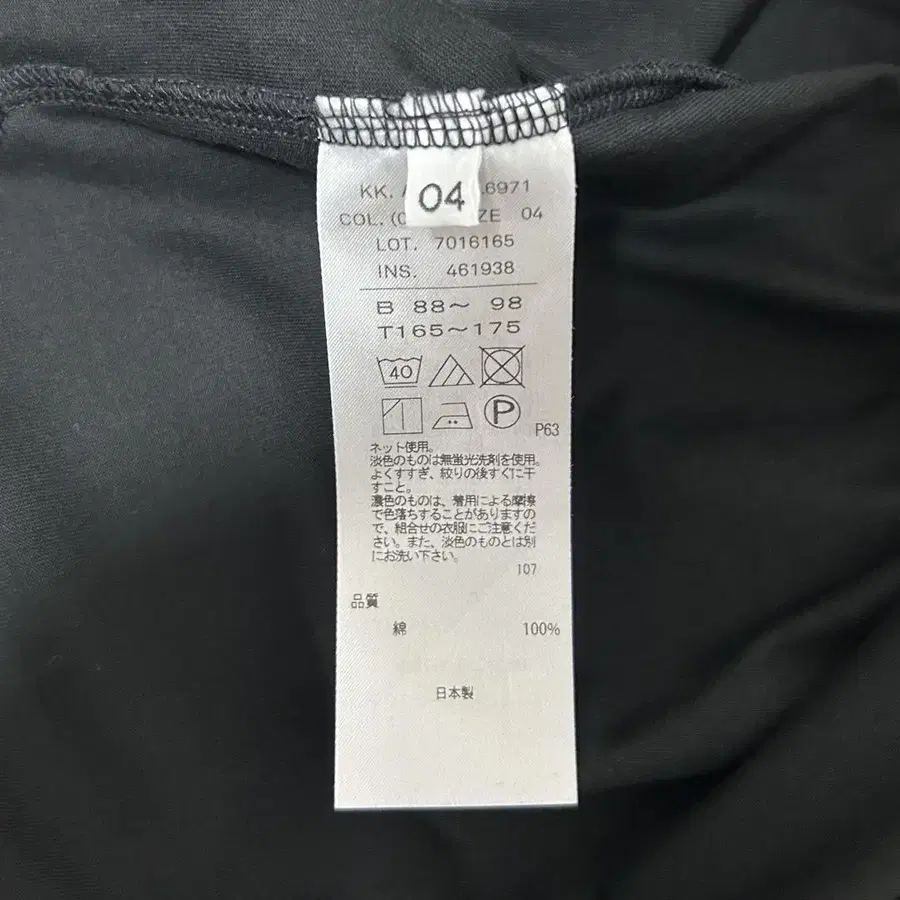 04
KK. 6971
COL. ZE 04
LOT. 7016165
INS. 461938
B 88〜 98
T165〜175
40
P
P63
ネット使用。
淡色のものは無蛍光洗剤を使用。
よくすすぎ、絞りの後すぐに干
すこと。
濃色のものは、着用による摩擦
で色落ちすることがありますの
で、組合せの衣服にご注意くだ
さい。また、淡色のものとは別
にお洗い下さい。
107
品質
綿 100%
日本製